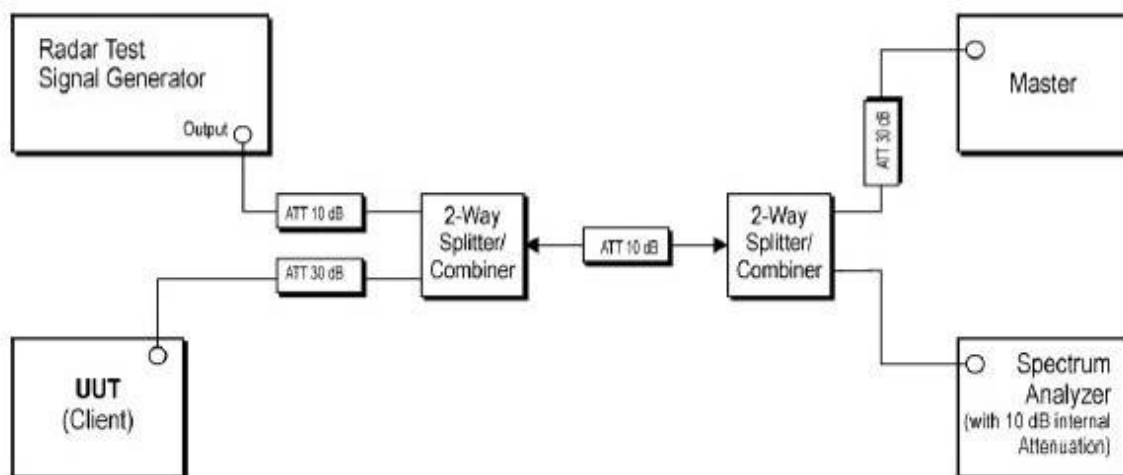 Radar Test
Signal Generator
Output
ATT 10 dB
2-Way
Splitter/
Combiner
ATT 30 dB
UUT
(Client)
ATT 10 dB
2-Way
Splitter/
Combiner
ATT 30 dB
Master
Spectrum
Analyzer
(with 10 dB internal
Attenuation)